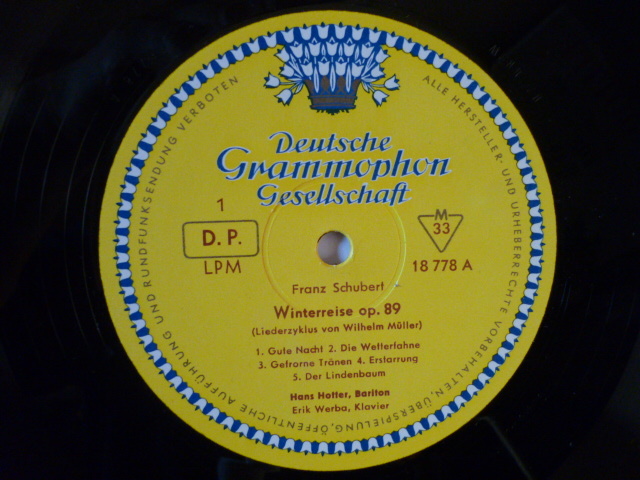 Deutsche
Grammophon
Gesellschaft
1
D. P.
LPM
M
33
18 778 A
Franz Schubert
Winterreise op. 89
(Liederzyklus von Wilhelm Müller)
1. Gute Nacht 2. Die Wetterfahne
3. Gefrorne Tränen 4. Erstarrung
5. Der Lindenbaum
Hans Hotter, Bariton
Erik Werba, Klavier
ALLE HERSTELLER- UND URHEBERRECHTE VORBEHALTEN, ÜBERSPIELUNG, ÖFFENTLICHE AUFFÜHRUNG UND RUNDFUNKSENDUNG VERBOTEN